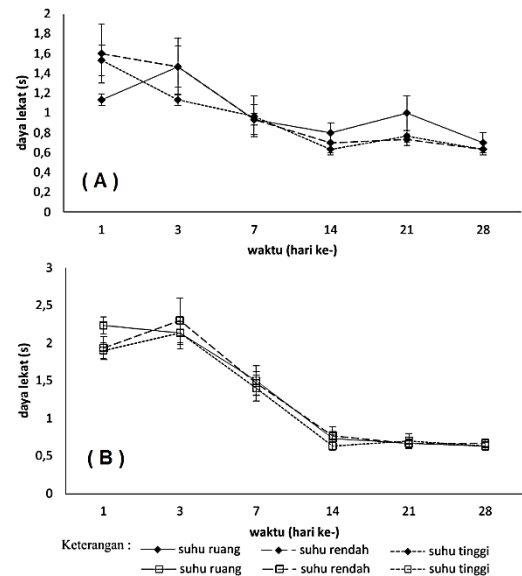 2
1,8
1,6
1,4
1,2
1
0,8
0,6
0,4
0,2
0
daya lekat (s)
( A )
1 3 7 14 21 28
waktu (hari ke-)
3
2,5
2
1,5
1
0,5
0
daya lekat (s)
( B )
1 3 7 14 21 28
waktu (hari ke-)
Keterangan : suhu ruang suhu rendah suhu tinggi
suhu ruang suhu rendah suhu tinggi